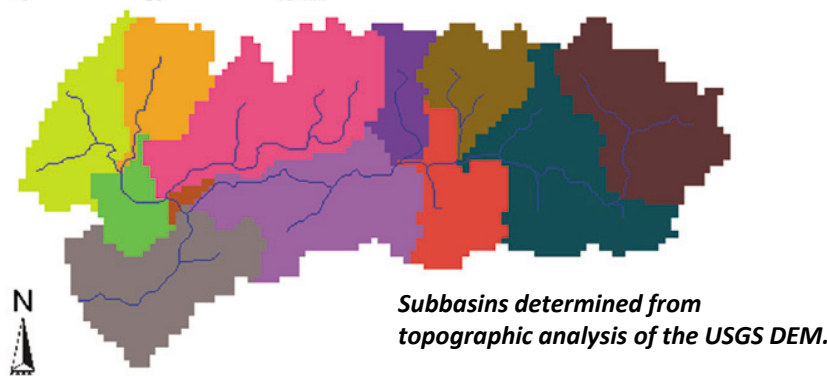 N
Subbasins determined from
topographic analysis of the USGS DEM.